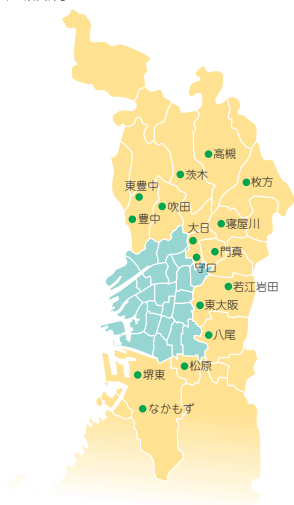 高槻
茨木
枚方
東豊中
吹田
豊中
寝屋川
大日
門真
守口
若江岩田
東大阪
八尾
松原
堺東
なかもず